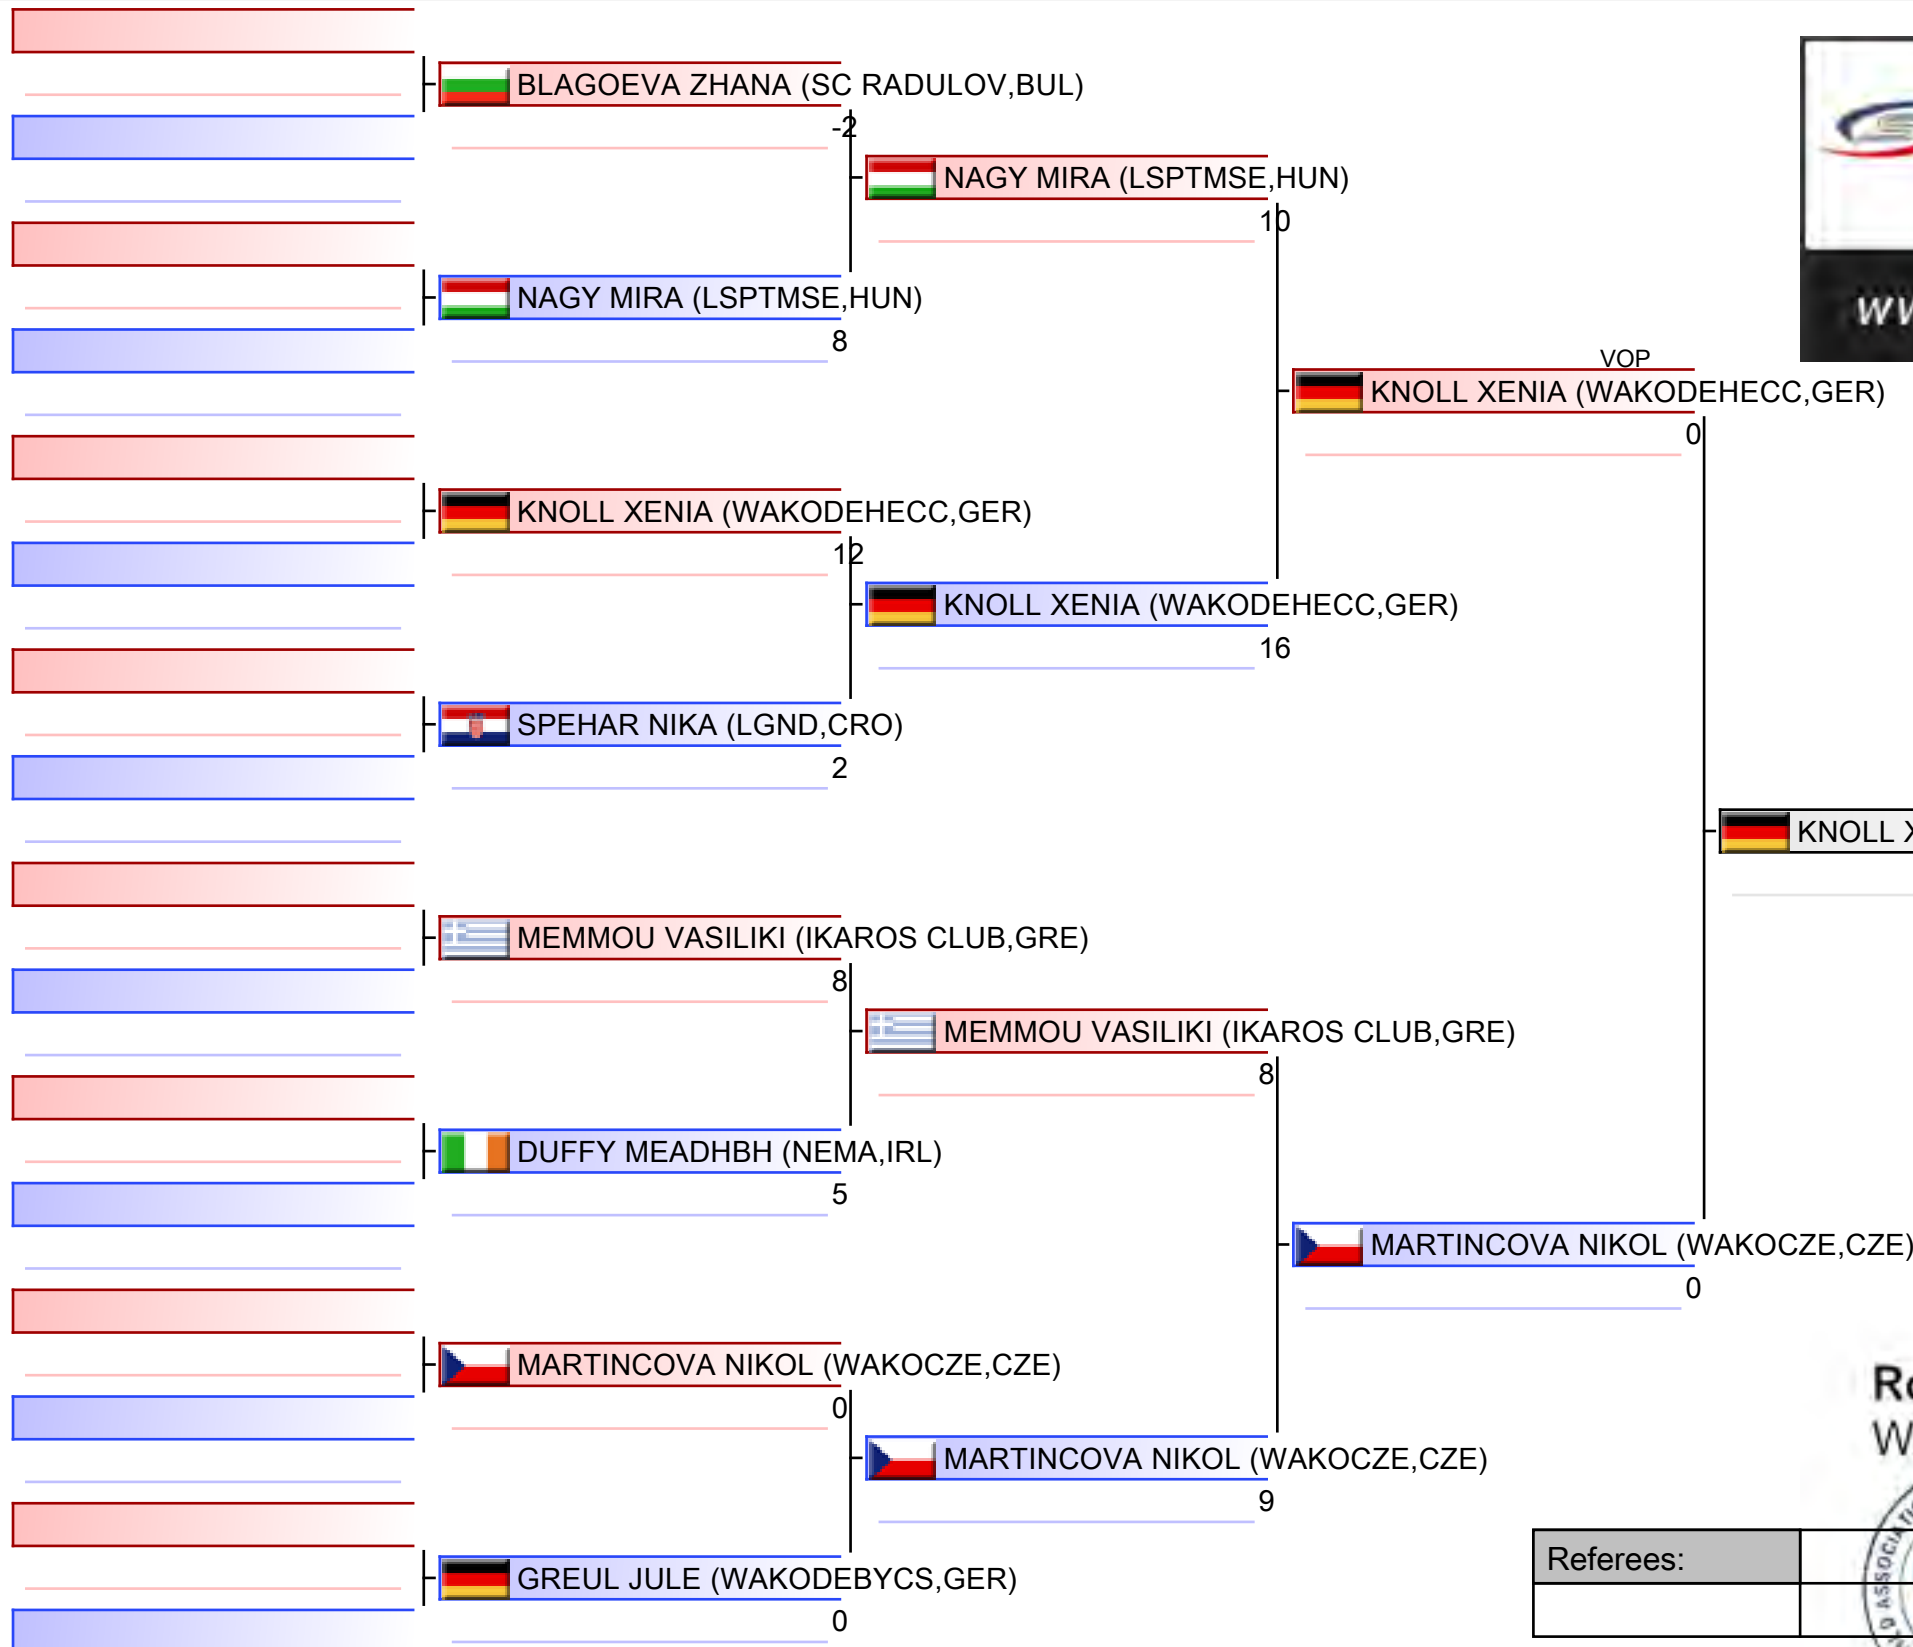 BLAGOEVA ZHANA (SC RADULOV,BUL)
-2
NAGY MIRA (LSPTMSE,HUN)
10
NAGY MIRA (LSPTMSE,HUN)
8
VOP
KNOLL XENIA (WAKODEHECC,GER)
0
KNOLL XENIA (WAKODEHECC,GER)
12
KNOLL XENIA (WAKODEHECC,GER)
16
SPEHAR NIKA (LGND,CRO)
2
KNOLL X
MEMMOU VASILIKI (IKAROS CLUB,GRE)
8
MEMMOU VASILIKI (IKAROS CLUB,GRE)
8
DUFFY MEADHBH (NEMA,IRL)
5
MARTINCOVA NIKOL (WAKOCZE,CZE)
0
MARTINCOVA NIKOL (WAKOCZE,CZE)
0
MARTINCOVA NIKOL (WAKOCZE,CZE)
9
GREUL JULE (WAKODEBYCS,GER)
0
Referees: